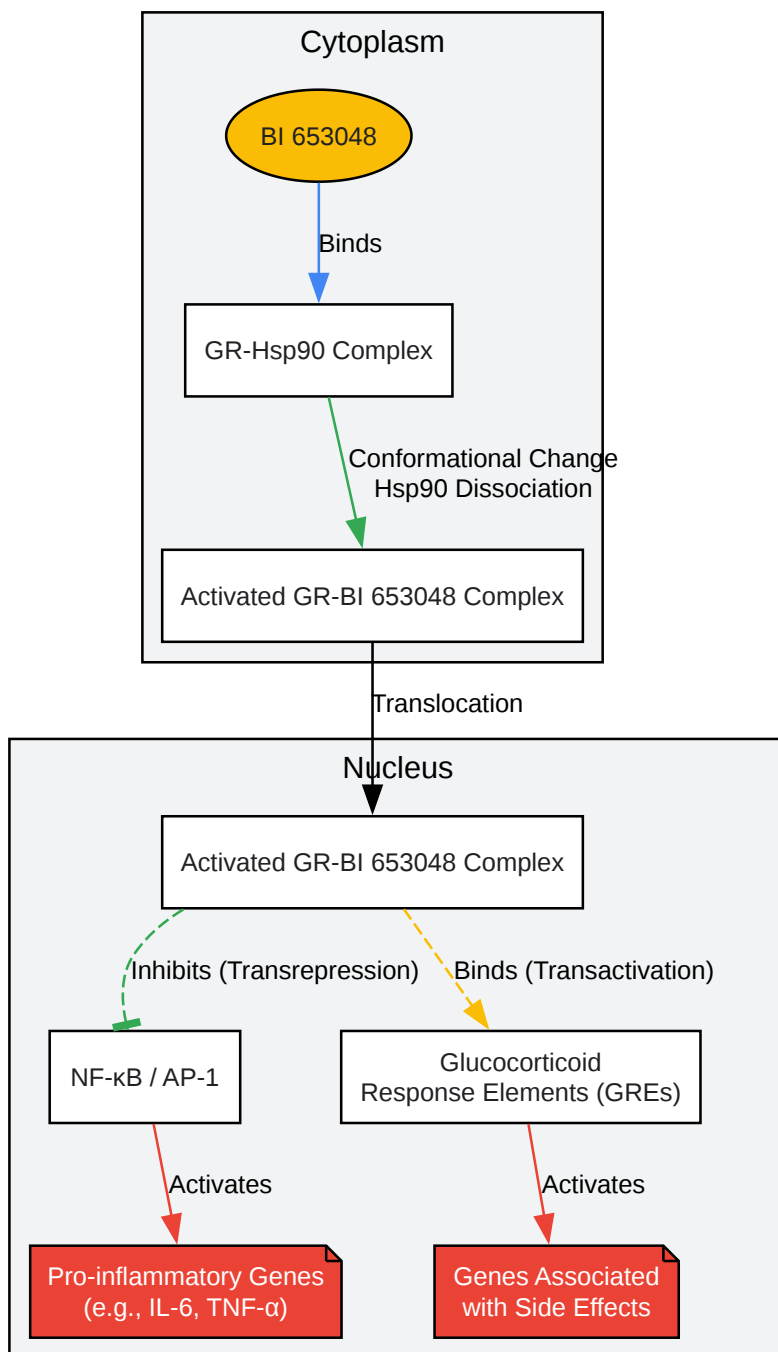 Cytoplasm
BI 653048
Binds
GR-Hsp90 Complex
Conformational Change
Hsp90 Dissociation
Activated GR-BI 653048 Complex
Translocation
Nucleus
Activated GR-BI 653048 Complex
Inhibits (Transrepression)
Binds (Transactivation)
NF-κB / AP-1
Glucocorticoid
Response Elements (GREs)
Activates
Activates
Pro-inflammatory Genes
(e.g., IL-6, TNF-α)
Genes Associated
with Side Effects